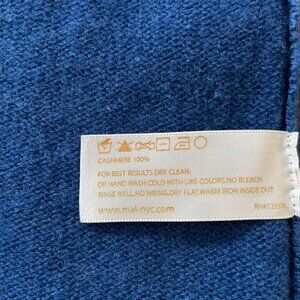 CASHMERE 100%
FOR BEST RESULTS DRY CLEAN,
OR HAND WASH COLD WITH LIKE COLORS.NO BLEACH
RINSE WELL.NO WRING.DRY FLAT.WARM IRON INSIDE OUT.
www.mal-nyc.com